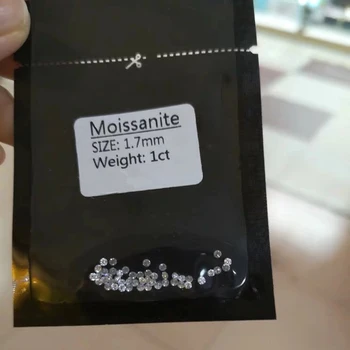 Moissanite
SIZE: 1.7mm
Weight: 1ct